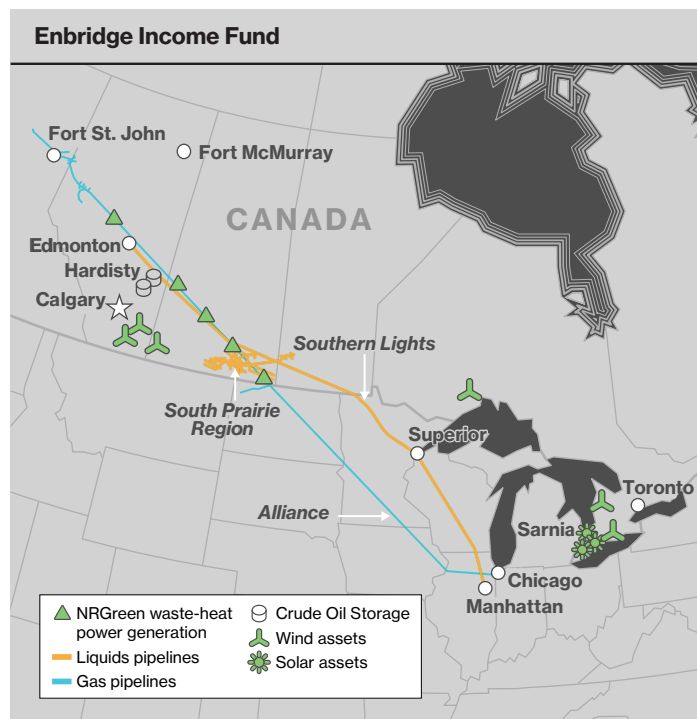 Enbridge Income Fund
Fort St. John
Fort McMurray
CANADA
Edmonton
Hardisty
Calgary
Southern Lights
South Prairie
Region
Superior
Alliance
Toronto
Sarnia
Chicago
Manhattan
NRGreen waste-heat
power generation
Liquids pipelines
Gas pipelines
Crude Oil Storage
Wind assets
Solar assets